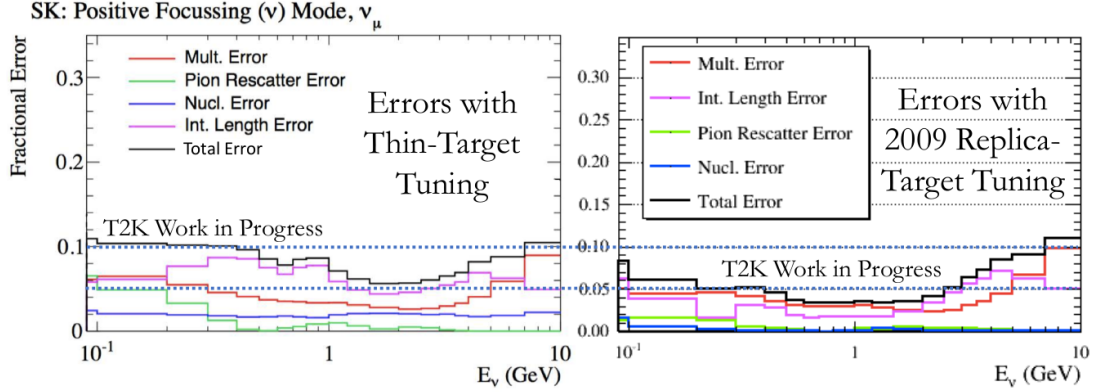 SK: Positive Focussing (ν) Mode, ν_μ
Fractional Error
0.3
0.2
0.1
0
Mult. Error
Pion Rescatter Error
Nucl. Error
Int. Length Error
Total Error
Errors with
Thin-Target
Tuning
T2K Work in Progress
10⁻¹
1
10
E_ν (GeV)
0.30
0.25
0.20
0.15
0.10
0.05
0.00
Mult. Error
Int. Length Error
Pion Rescatter Error
Nucl. Error
Total Error
Errors with
2009 Replica-
Target Tuning
T2K Work in Progress
10⁻¹
1
10
E_ν (GeV)